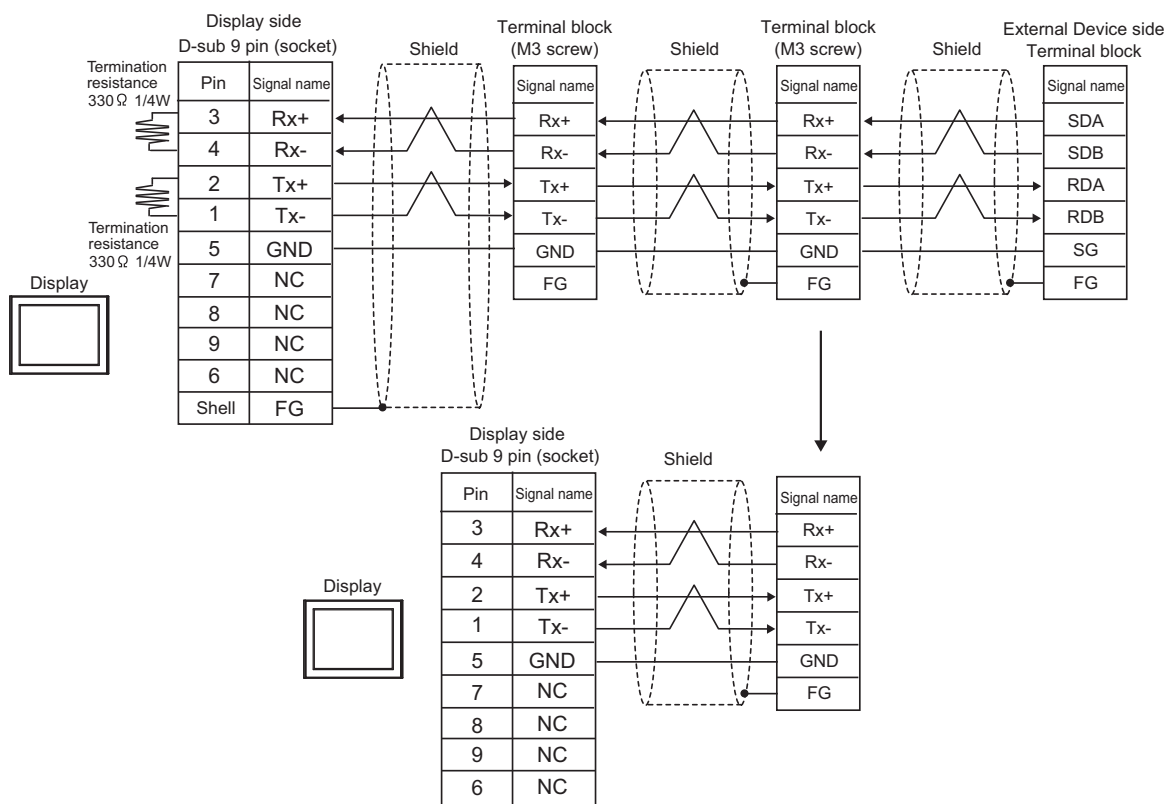 Display side
D-sub 9 pin (socket)
Termination
resistance
330Ω 1/4W
Pin Signal name
3 Rx+
4 Rx-
2 Tx+
1 Tx-
5 GND
7 NC
8 NC
9 NC
6 NC
Shell FG
Termination
resistance
330Ω 1/4W
Display
Shield
Terminal block
(M3 screw)
Signal name
Rx+
Rx-
Tx+
Tx-
GND
FG
Shield
Terminal block
(M3 screw)
Signal name
Rx+
Rx-
Tx+
Tx-
GND
FG
Shield
External Device side
Terminal block
Signal name
SDA
SDB
RDA
RDB
SG
FG
Display side
D-sub 9 pin (socket)
Display
Pin Signal name
3 Rx+
4 Rx-
2 Tx+
1 Tx-
5 GND
7 NC
8 NC
9 NC
6 NC
Shield
Signal name
Rx+
Rx-
Tx+
Tx-
GND
FG